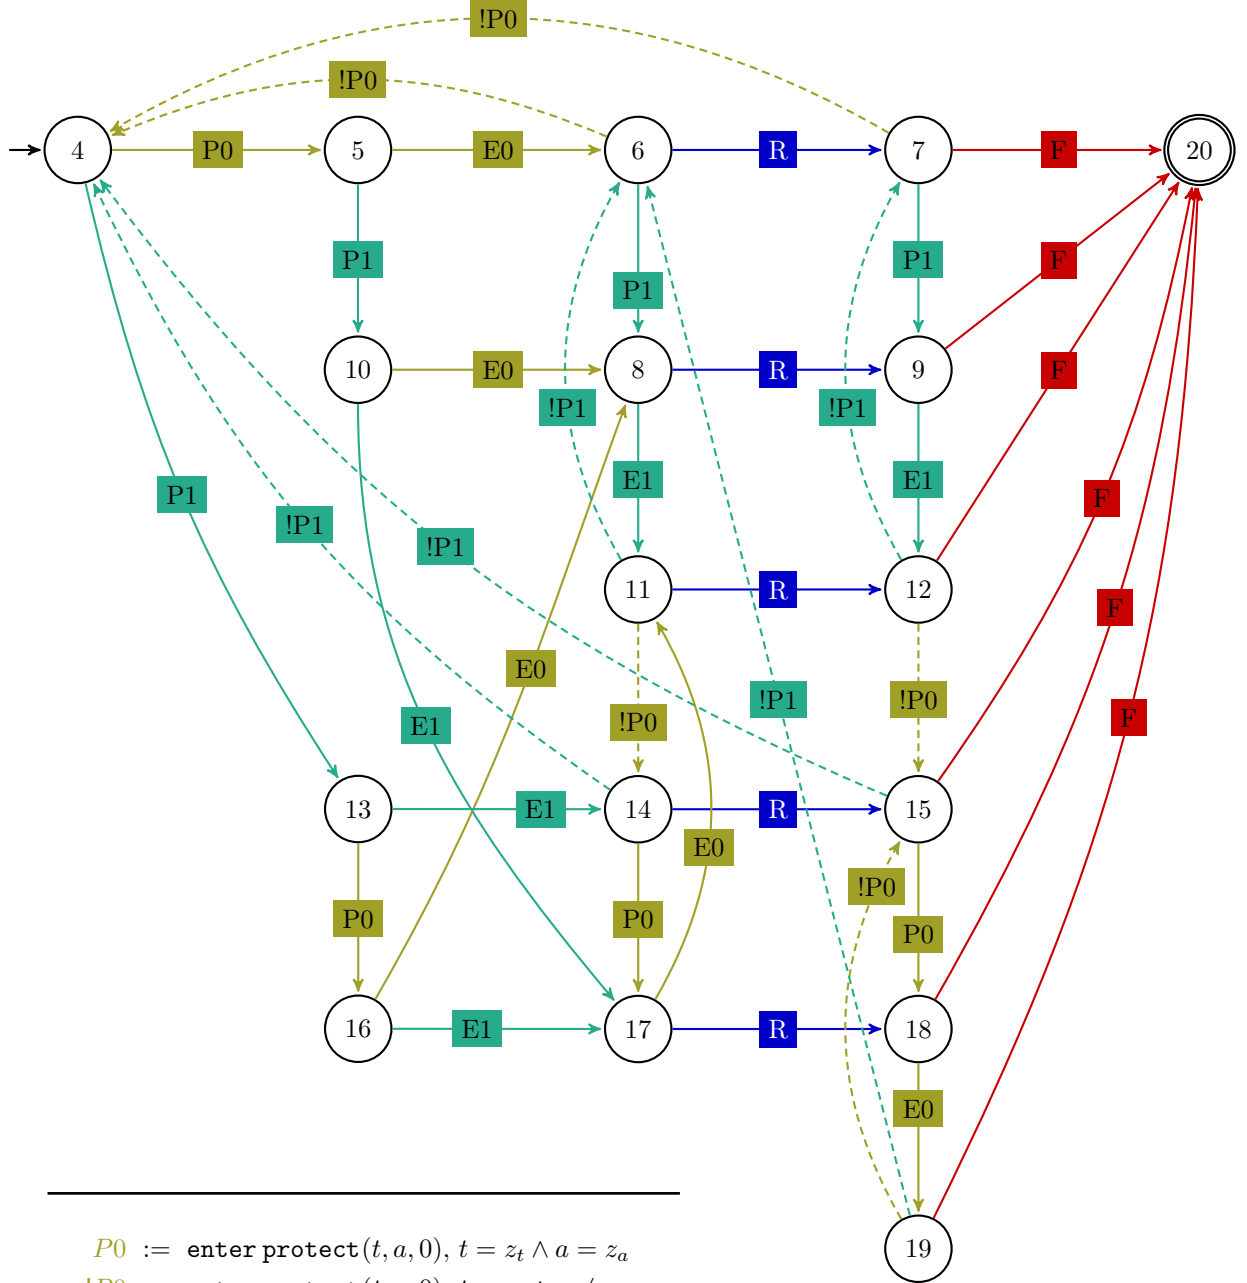 !P0
!P0
4 P0 5 E0 6 R 7 F 20
P1 P1 F
P1
10 E0 8 R 9 F
!P1 !P1
P1 E1 E1 F
!P1
!P1
11 R 12 F
E0
E1 !P0 !P1 !P0 F
13 E1 14 R 15
E0
!P0
P0 P0 P0
16 E1 17 R 18
E0
19
P0 := enter protect(t, a, 0), t = z_t ∧ a = z_a